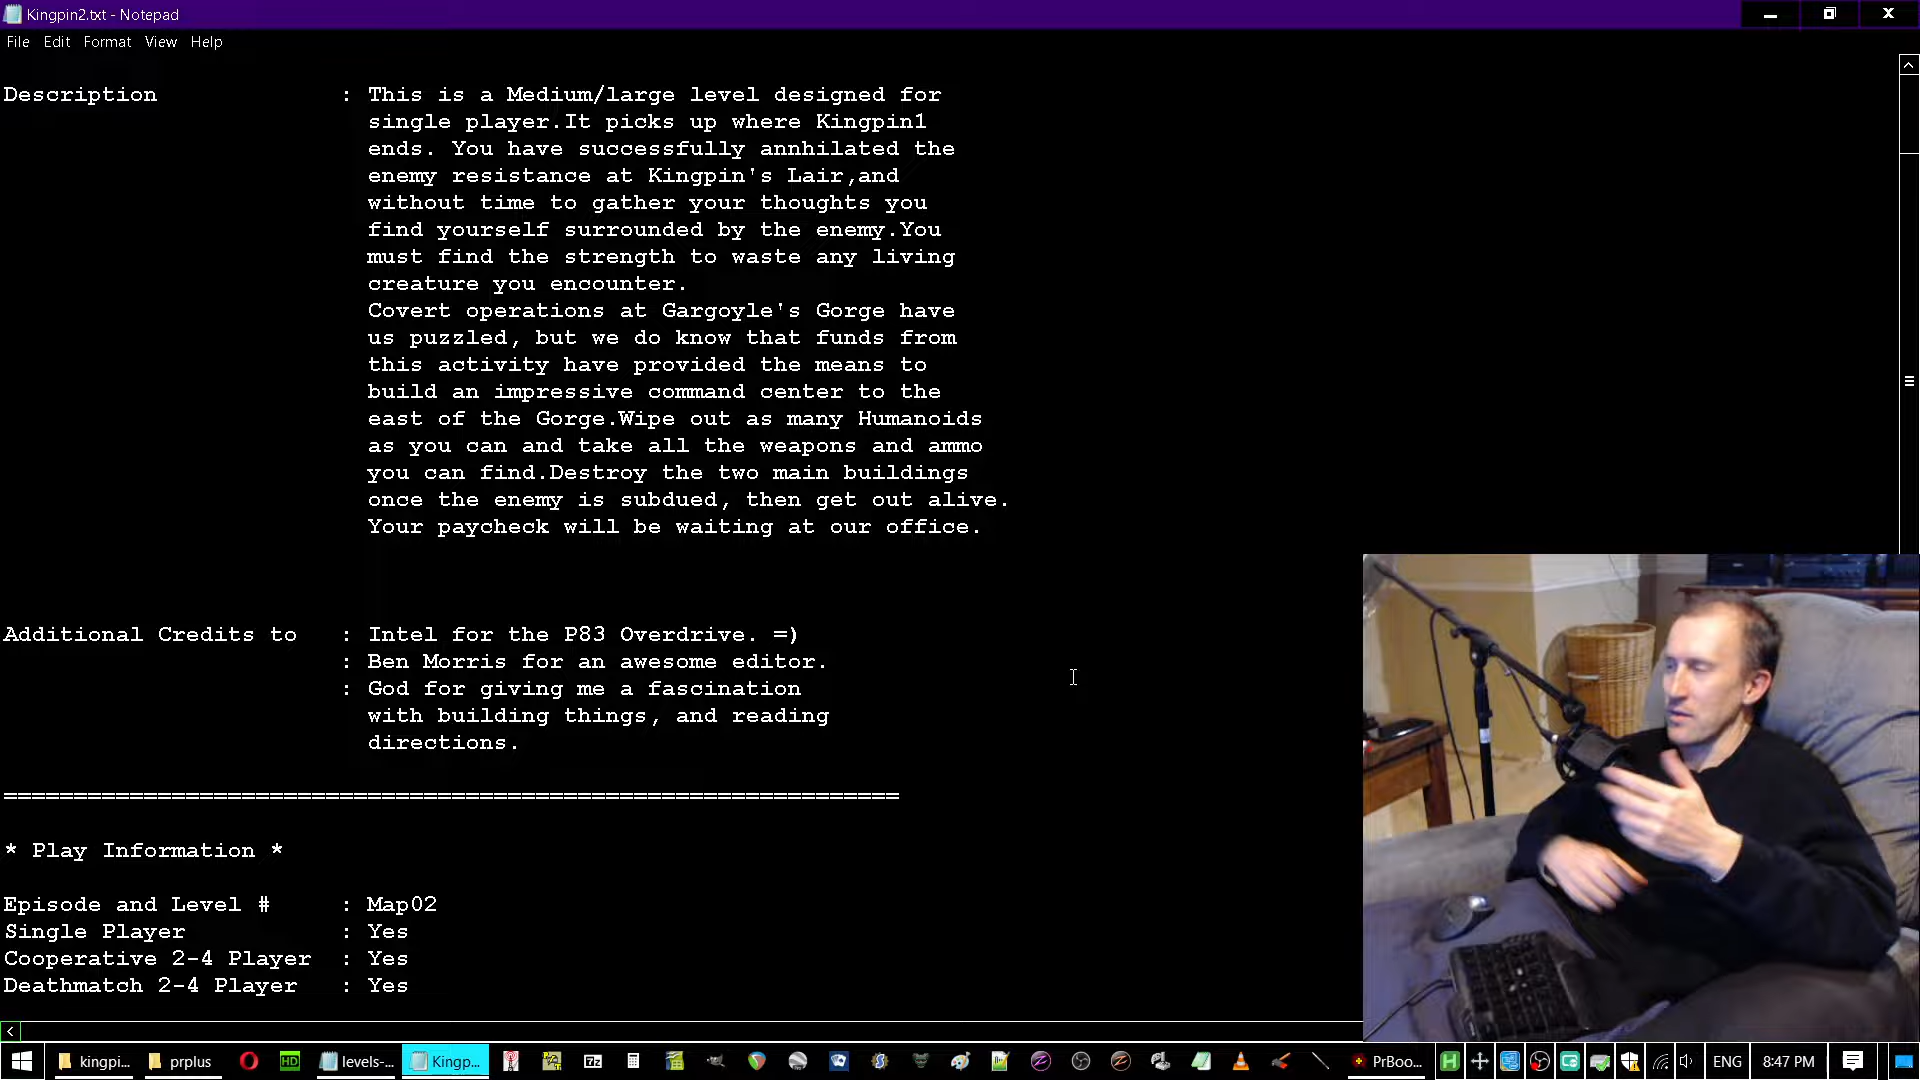 Kingpin2.txt - Notepad
File Edit Format View Help
Description : This is a Medium/large level designed for
single player.It picks up where Kingpin1
ends. You have successfully annhilated the
enemy resistance at Kingpin's Lair,and
without time to gather your thoughts you
find yourself surrounded by the enemy.You
must find the strength to waste any living
creature you encounter.
Covert operations at Gargoyle's Gorge have
us puzzled, but we do know that funds from
this activity have provided the means to
build an impressive command center to the
east of the Gorge.Wipe out as many Humanoids
as you can and take all the weapons and ammo
you can find.Destroy the two main buildings
once the enemy is subdued, then get out alive.
Your paycheck will be waiting at our office.
Additional Credits to : Intel for the P83 Overdrive. =)
: Ben Morris for an awesome editor.
: God for giving me a fascination
with building things, and reading
directions.
================================================================
* Play Information *
Episode and Level # : Map02
Single Player : Yes
Cooperative 2-4 Player : Yes
Deathmatch 2-4 Player : Yes
kingpi... prplus HD levels-... Kingp... 7z PrBoo... H ENG 8:47 PM